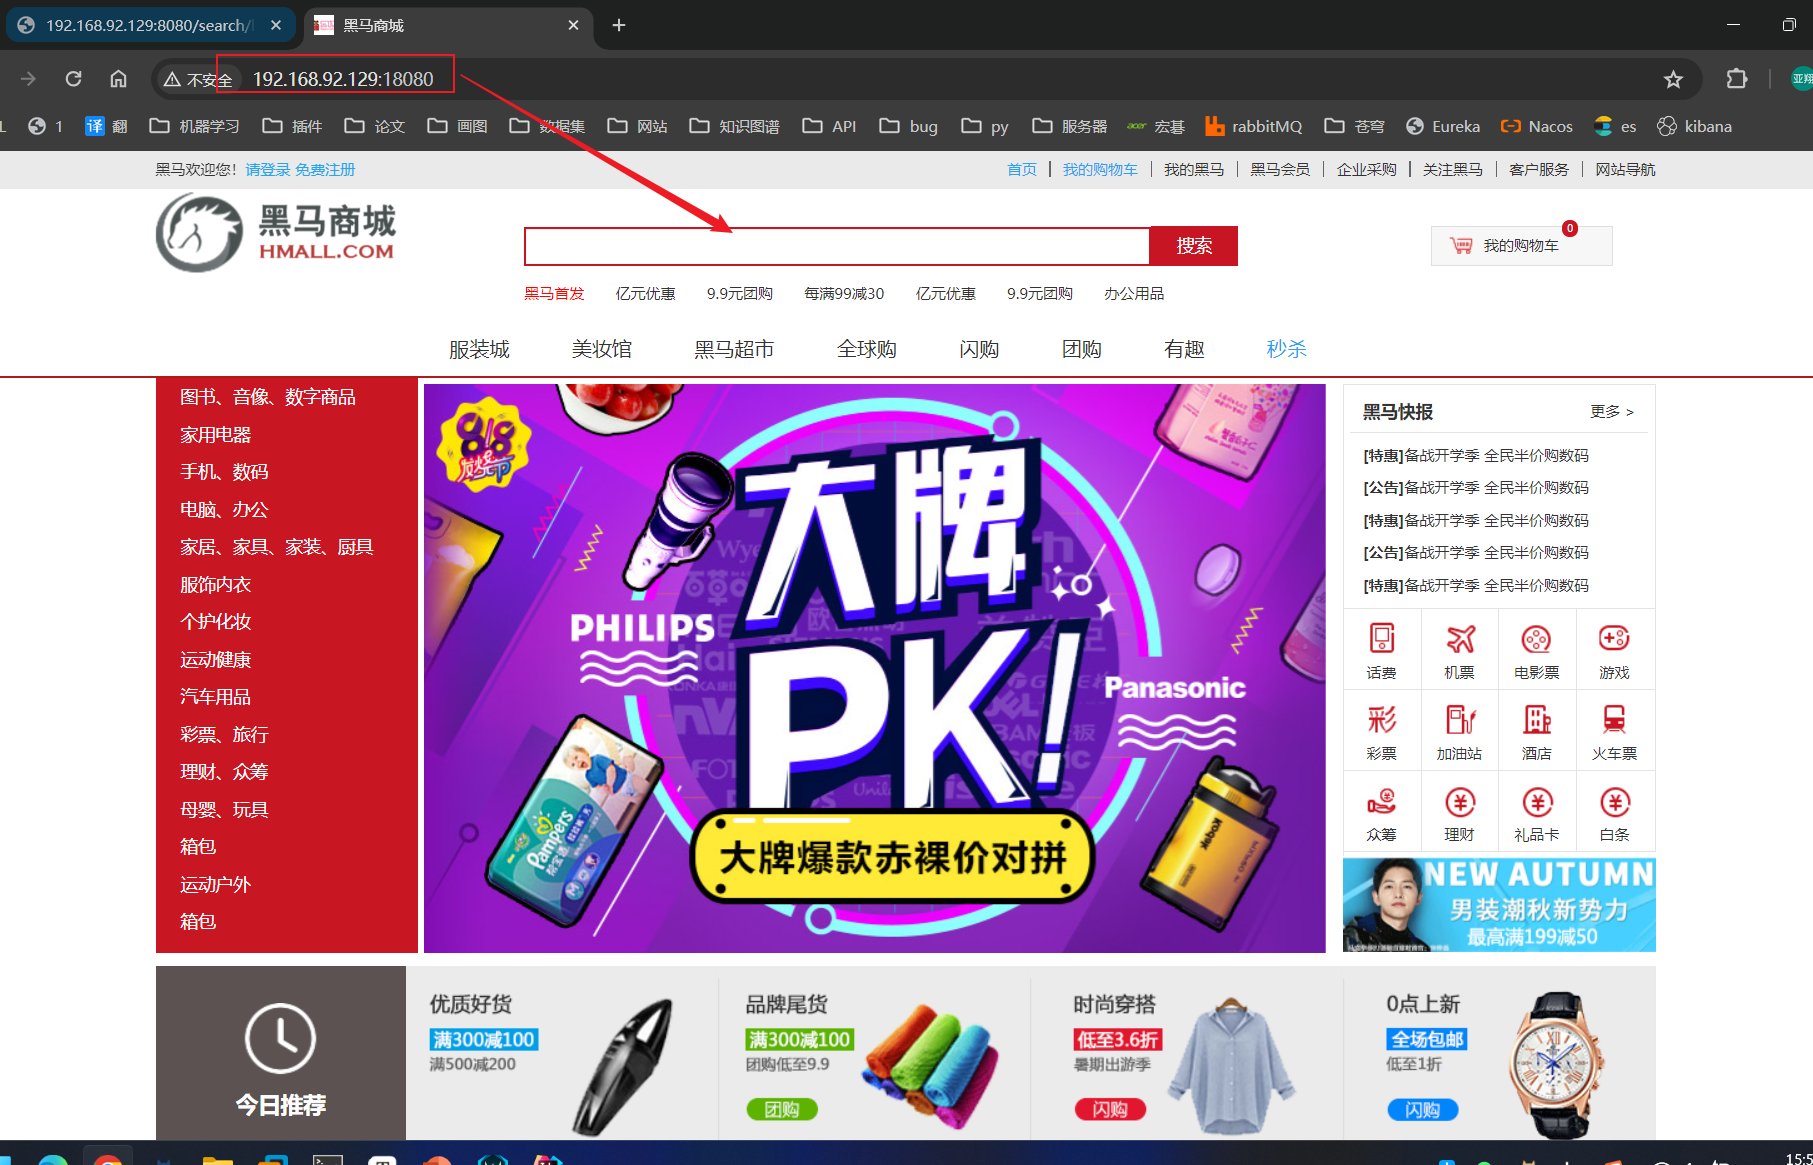 192.168.92.129:8080/search/
黑马商城
不安全
192.168.92.129:18080
1
翻
机器学习
插件
论文
画图
数据集
网站
知识图谱
API
bug
py
服务器
宏碁
rabbitMQ
苍穹
Eureka
Nacos
es
kibana
黑马欢迎您！请登录 免费注册
首页
我的购物车
我的黑马
黑马会员
企业采购
关注黑马
客户服务
网站导航
黑马商城
HMALL.COM
搜索
0
我的购物车
黑马首发
亿元优惠
9.9元团购
每满99减30
亿元优惠
9.9元团购
办公用品
服装城
美妆馆
黑马超市
全球购
闪购
团购
有趣
秒杀
图书、音像、数字商品
家用电器
手机、数码
电脑、办公
家居、家具、家装、厨具
服饰内衣
个护化妆
运动健康
汽车用品
彩票、旅行
理财、众筹
母婴、玩具
箱包
运动户外
箱包
大牌
PK!
PHILIPS
Panasonic
Pampers
Kodak
大牌爆款赤裸价对拼
黑马快报
更多 >
[特惠]备战开学季 全民半价购数码
[公告]备战开学季 全民半价购数码
[特惠]备战开学季 全民半价购数码
[公告]备战开学季 全民半价购数码
[特惠]备战开学季 全民半价购数码
话费
机票
电影票
游戏
彩票
加油站
酒店
火车票
众筹
理财
礼品卡
白条
NEW AUTUMN
男装潮秋新势力
最高满199减50
今日推荐
优质好货
满300减100
满500减200
品牌尾货
满300减100
团购低至9.9
团购
时尚穿搭
低至3.6折
暑期出游季
闪购
0点上新
全场包邮
低至1折
闪购